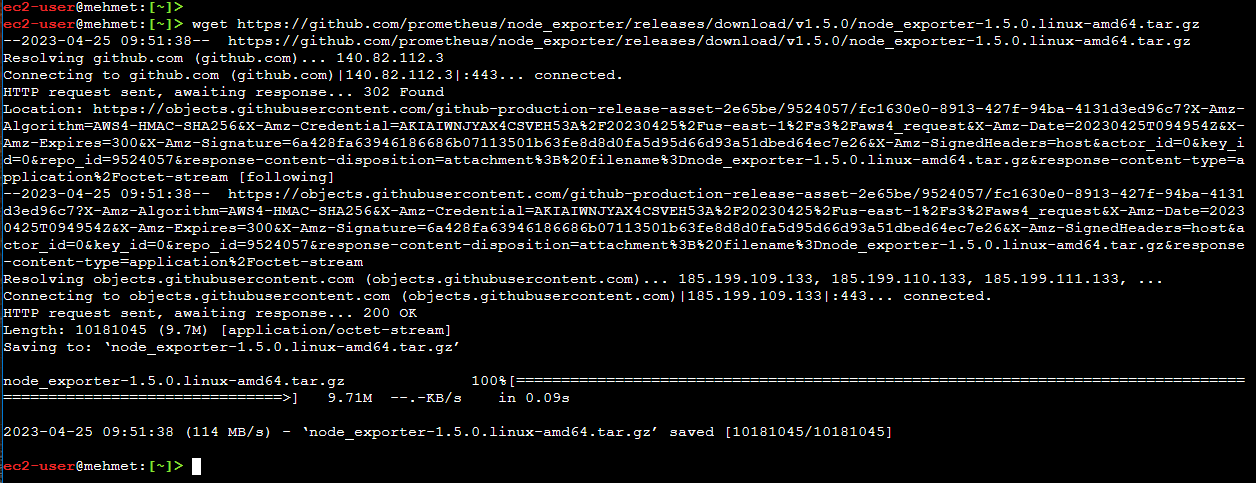 ec2-user@mehmet:[~]>
ec2-user@mehmet:[~]> wget https://github.com/prometheus/node_exporter/releases/download/v1.5.0/node_exporter-1.5.0.linux-amd64.tar.gz
--2023-04-25 09:51:38--  https://github.com/prometheus/node_exporter/releases/download/v1.5.0/node_exporter-1.5.0.linux-amd64.tar.gz
Resolving github.com (github.com)... 140.82.112.3
Connecting to github.com (github.com)|140.82.112.3|:443... connected.
HTTP request sent, awaiting response... 302 Found
Location: https://objects.githubusercontent.com/github-production-release-asset-2e65be/9524057/fc1630e0-8913-427f-94ba-4131d3ed96c7?X-Amz-
Algorithm=AWS4-HMAC-SHA256&X-Amz-Credential=AKIAIWNJYAX4CSVEH53A%2F20230425%2Fus-east-1%2Fs3%2Faws4_request&X-Amz-Date=20230425T094954Z&X-
Amz-Expires=300&X-Amz-Signature=6a428fa63946186686b07113501b63fe8d8d0fa5d95d66d93a51dbed64ec7e26&X-Amz-SignedHeaders=host&actor_id=0&key_i
d=0&repo_id=9524057&response-content-disposition=attachment%3B%20filename%3Dnode_exporter-1.5.0.linux-amd64.tar.gz&response-content-type=a
pplication%2Foctet-stream [following]
--2023-04-25 09:51:38--  https://objects.githubusercontent.com/github-production-release-asset-2e65be/9524057/fc1630e0-8913-427f-94ba-4131
d3ed96c7?X-Amz-Algorithm=AWS4-HMAC-SHA256&X-Amz-Credential=AKIAIWNJYAX4CSVEH53A%2F20230425%2Fus-east-1%2Fs3%2Faws4_request&X-Amz-Date=2023
0425T094954Z&X-Amz-Expires=300&X-Amz-Signature=6a428fa63946186686b07113501b63fe8d8d0fa5d95d66d93a51dbed64ec7e26&X-Amz-SignedHeaders=host&a
ctor_id=0&key_id=0&repo_id=9524057&response-content-disposition=attachment%3B%20filename%3Dnode_exporter-1.5.0.linux-amd64.tar.gz&response
-content-type=application%2Foctet-stream
Resolving objects.githubusercontent.com (objects.githubusercontent.com)... 185.199.109.133, 185.199.110.133, 185.199.111.133, ...
Connecting to objects.githubusercontent.com (objects.githubusercontent.com)|185.199.109.133|:443... connected.
HTTP request sent, awaiting response... 200 OK
Length: 10181045 (9.7M) [application/octet-stream]
Saving to: ‘node_exporter-1.5.0.linux-amd64.tar.gz’

node_exporter-1.5.0.linux-amd64.tar.gz              100%[=================================================================================
===============================>]   9.71M  --.-KB/s    in 0.09s

2023-04-25 09:51:38 (114 MB/s) - ‘node_exporter-1.5.0.linux-amd64.tar.gz’ saved [10181045/10181045]

ec2-user@mehmet:[~]>